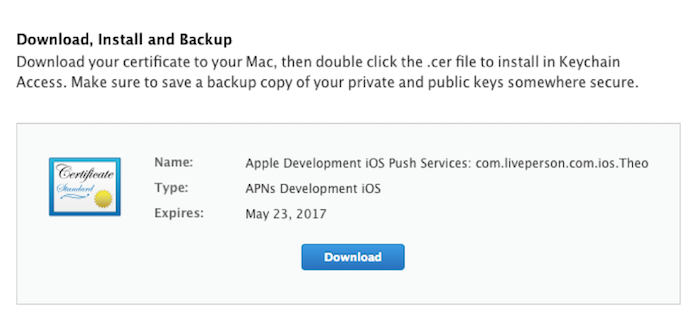 Download, Install and Backup
Download your certificate to your Mac, then double click the .cer file to install in Keychain
Access. Make sure to save a backup copy of your private and public keys somewhere secure.
Certificate
Standard
Name: Apple Development iOS Push Services: com.liveperson.com.ios.Theo
Type: APNs Development iOS
Expires: May 23, 2017
Download